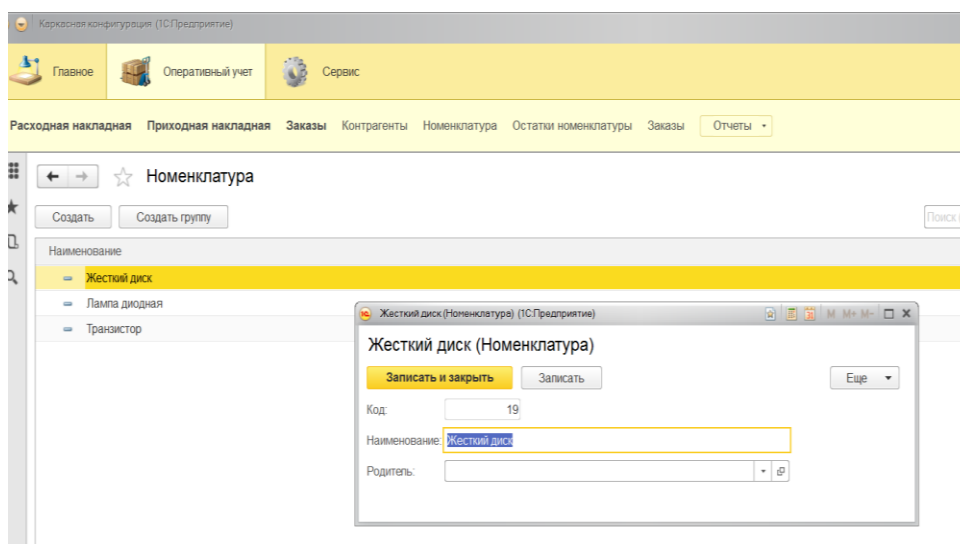 Каркасная конфигурация (1С:Предприятие)
Главное Оперативный учет Сервис
Расходная накладная Приходная накладная Заказы Контрагенты Номенклатура Остатки номенклатуры Заказы Отчеты
Номенклатура
Создать Создать группу Поиск
Наименование
Жесткий диск
Лампа диодная
Транзистор
Жесткий диск (Номенклатура) (1С:Предприятие) M M+ M-
Жесткий диск (Номенклатура)
Записать и закрыть Записать Еще
Код: 19
Наименование: Жесткий диск
Родитель: